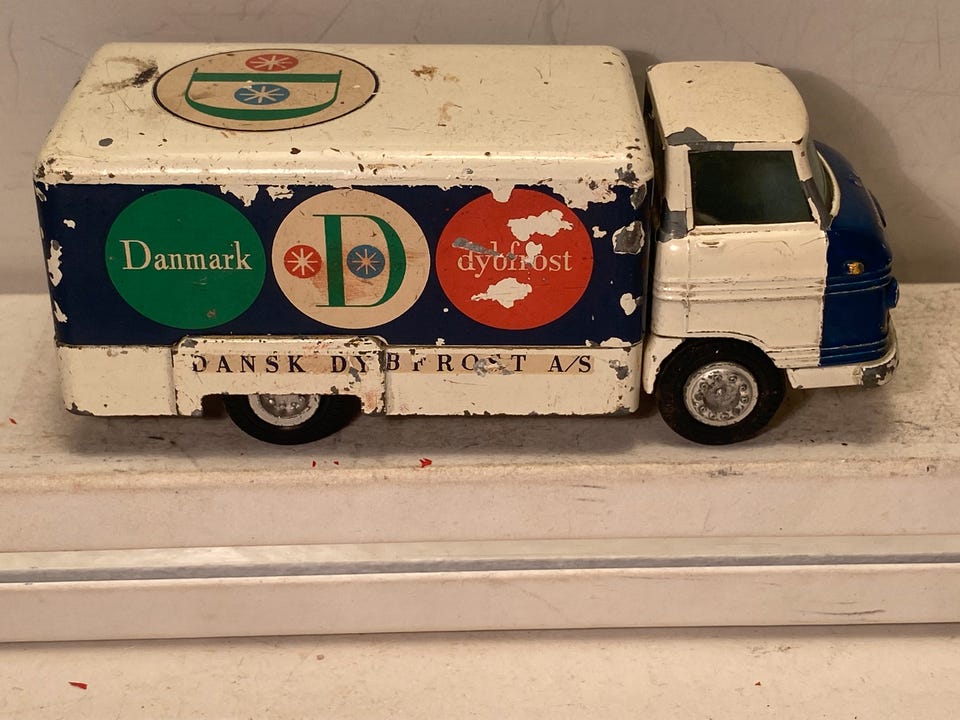 D
Danmark
D
dybfrost
DANSK DYBFROST A/S